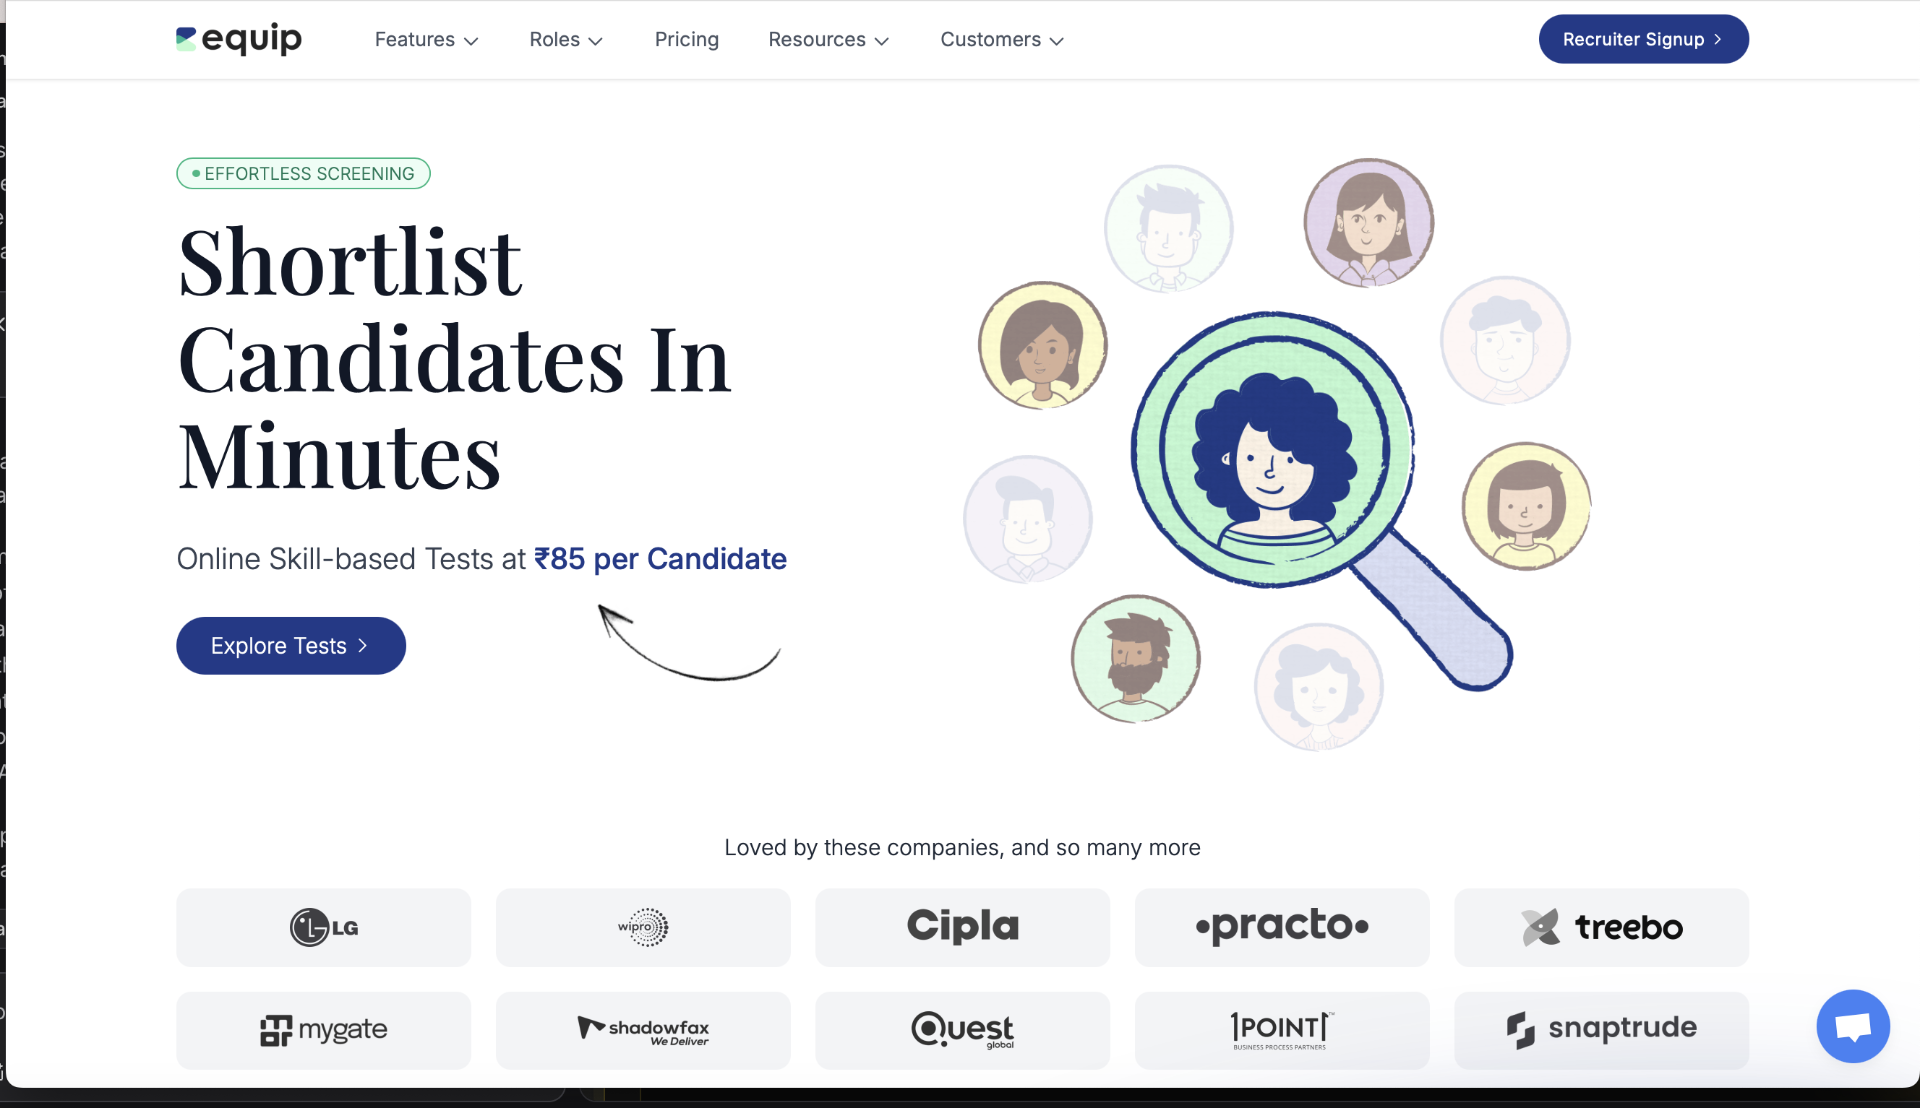 equip
Features
Roles
Pricing
Resources
Customers
Recruiter Signup
EFFORTLESS SCREENING
Shortlist
Candidates In
Minutes
Online Skill-based Tests at ₹85 per Candidate
Explore Tests
Loved by these companies, and so many more
LG
wipro
Cipla
practo
treebo
mygate
shadowfax
We Deliver
Quest
global
1POINT1™
BUSINESS PROCESS PARTNERS
snaptrude